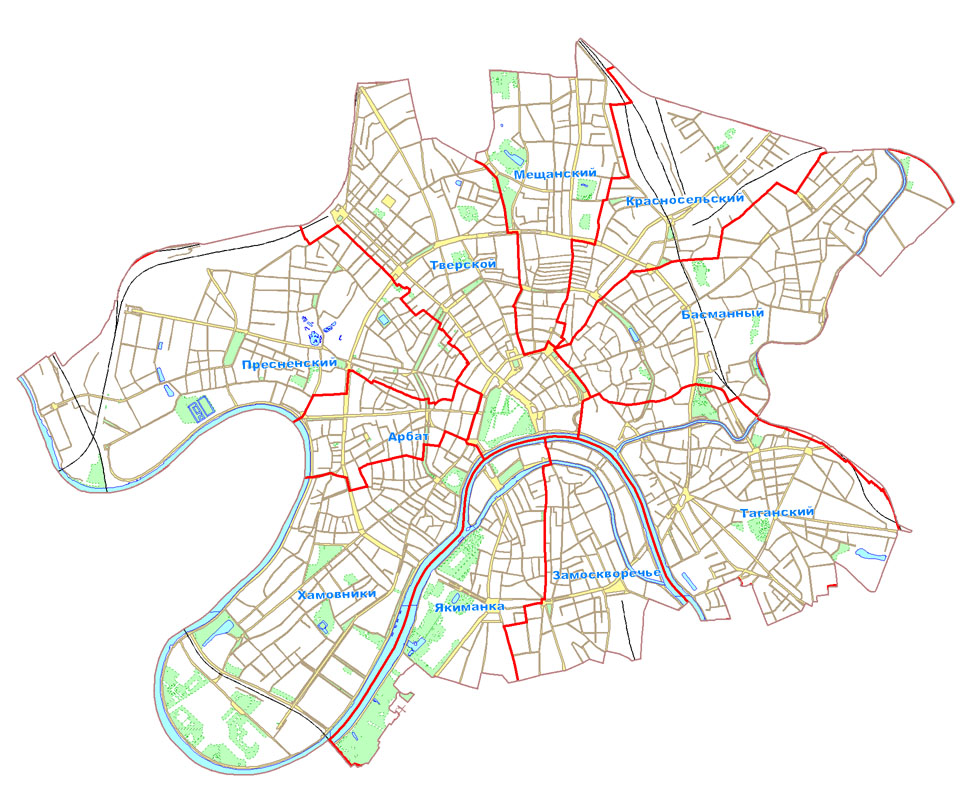 Мещанский
Красносельский
Тверской
Басманный
Пресненский
Арбат
Таганский
Замоскворечье
Хамовники
Якиманка